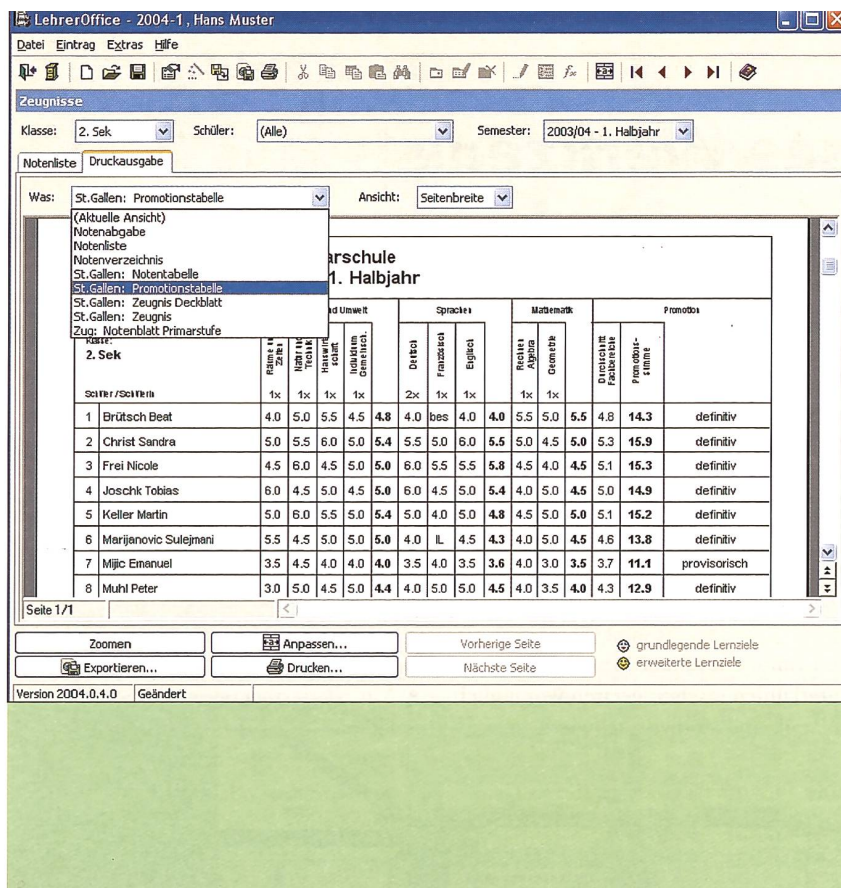 LehrerOffice - 2004-1 , Hans Muster
Datei Eintrag Extras Hilfe
Zeugnisse
Klasse: 2. Sek Schüler: (Alle) Semester: 2003/04 - 1. Halbjahr
Notenliste Druckausgabe
Was: St.Gallen: Promotionstabelle Ansicht: Seitenbreite
(Aktuelle Ansicht)
Notenabgabe
Notenliste
Notenverzeichnis
St.Gallen: Notentabelle
St.Gallen: Promotionstabelle
St.Gallen: Zeugnis Deckblatt
St.Gallen: Zeugnis
Zug: Notenblatt Primarstufe
arschule
1. Halbjahr
nd Umwelt Sprachen Mathematik Promotion
Klasse:
2. Sek
Räume und Zeiten
Natur und Technik
Hauswirtschaft
Individuum Gemeinsch.
Deutsch
Französisch
Englisch
Rechnen Algebra
Geometrie
Durchschnitt Fachbereiche
Promotions-summe
Schüler/Schülerin 1x 1x 1x 1x 2x 1x 1x 1x 1x
1 Brütsch Beat 4.0 5.0 5.5 4.5 4.8 4.0 bes 4.0 4.0 5.5 5.0 5.5 4.8 14.3 definitiv
2 Christ Sandra 5.0 5.5 6.0 5.0 5.4 5.5 5.0 6.0 5.5 5.0 4.5 5.0 5.3 15.9 definitiv
3 Frei Nicole 4.5 6.0 4.5 5.0 5.0 6.0 5.5 5.5 5.8 4.5 4.0 4.5 5.1 15.3 definitiv
4 Joschk Tobias 6.0 4.5 5.0 4.5 5.0 6.0 4.5 5.0 5.4 4.0 5.0 4.5 5.0 14.9 definitiv
5 Keller Martin 5.0 6.0 5.5 5.0 5.4 5.0 4.0 5.0 4.8 4.5 5.0 5.0 5.1 15.2 definitiv
6 Marijanovic Sulejmani 5.5 4.5 5.0 5.0 5.0 4.0 IL 4.5 4.3 4.0 5.0 4.5 4.6 13.8 definitiv
7 Mijic Emanuel 3.5 4.5 4.0 4.0 4.0 3.5 4.0 3.5 3.6 4.0 3.0 3.5 3.7 11.1 provisorisch
8 Muhl Peter 3.0 5.0 4.5 5.0 4.4 4.0 5.0 5.0 4.5 4.0 3.5 4.0 4.3 12.9 definitiv
Seite 1/1
Zoomen Anpassen... Vorherige Seite grundlegende Lernziele
Exportieren... Drucken... Nächste Seite erweiterte Lernziele
Version 2004.0.4.0 Geändert